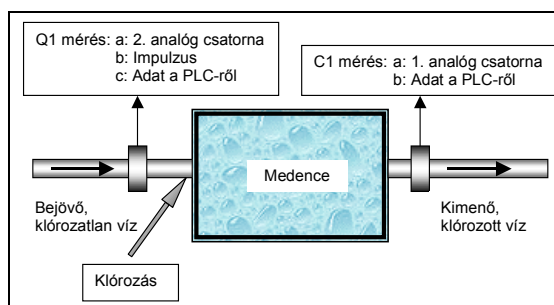 Q1 mérés: a: 2. analóg csatorna
b: Impulzus
c: Adat a PLC-ről
C1 mérés: a: 1. analóg csatorna
b: Adat a PLC-ről
Medence
Bejövő,
klórozatlan víz
Kimenő,
klórozott víz
Klórozás